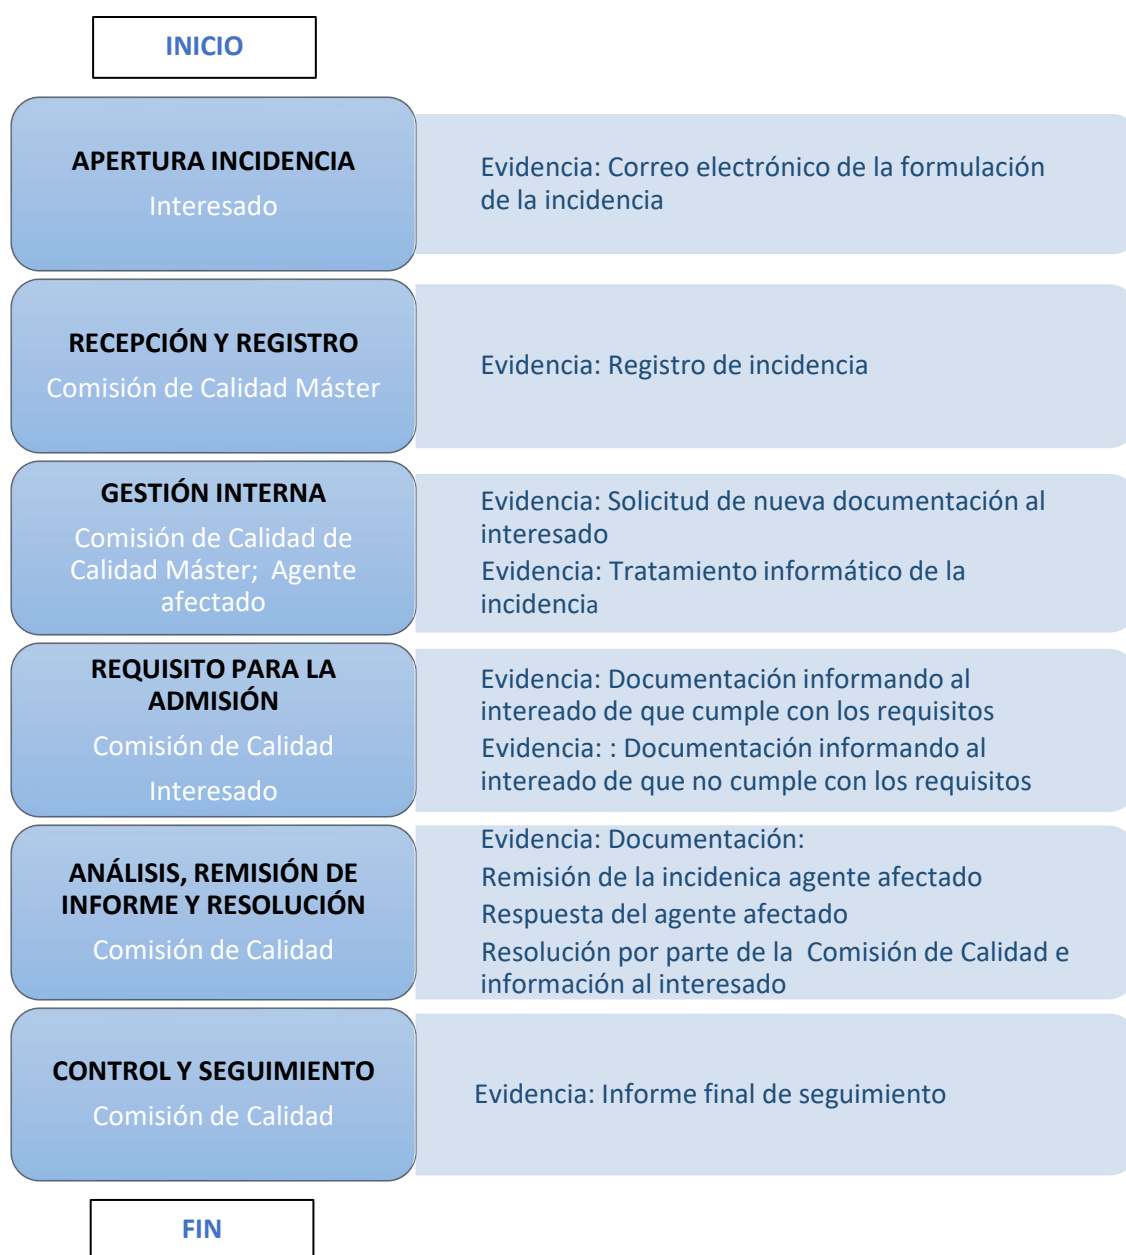 INICIO
APERTURA INCIDENCIA
Interesado
Evidencia: Correo electrónico de la formulación
de la incidencia
RECEPCIÓN Y REGISTRO
Comisión de Calidad Máster
Evidencia: Registro de incidencia
GESTIÓN INTERNA
Comisión de Calidad de
Calidad Máster;  Agente
afectado
Evidencia: Solicitud de nueva documentación al
interesado
Evidencia: Tratamiento informático de la
incidencia
REQUISITO PARA LA
ADMISIÓN
Comisión de Calidad
Interesado
Evidencia: Documentación informando al
intereado de que cumple con los requisitos
Evidencia: : Documentación informando al
intereado de que no cumple con los requisitos
ANÁLISIS, REMISIÓN DE
INFORME Y RESOLUCIÓN
Comisión de Calidad
Evidencia: Documentación:
Remisión de la incidenica agente afectado
Respuesta del agente afectado
Resolución por parte de la  Comisión de Calidad e
información al interesado
CONTROL Y SEGUIMIENTO
Comisión de Calidad
Evidencia: Informe final de seguimiento
FIN